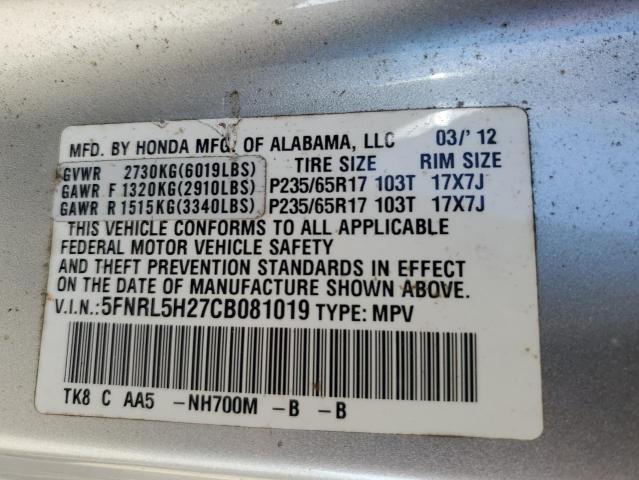 MFD. BY HONDA MFG. OF ALABAMA, LLC 03/'12
GVWR 2730KG(6019LBS) TIRE SIZE RIM SIZE
GAWR F 1320KG(2910LBS) P235/65R17 103T 17X7J
GAWR R 1515KG(3340LBS) P235/65R17 103T 17X7J
THIS VEHICLE CONFORMS TO ALL APPLICABLE
FEDERAL MOTOR VEHICLE SAFETY
AND THEFT PREVENTION STANDARDS IN EFFECT
ON THE DATE OF MANUFACTURE SHOWN ABOVE.
V.I.N.:5FNRL5H27CB081019 TYPE: MPV
TK8 C AA5 -NH700M -B -B